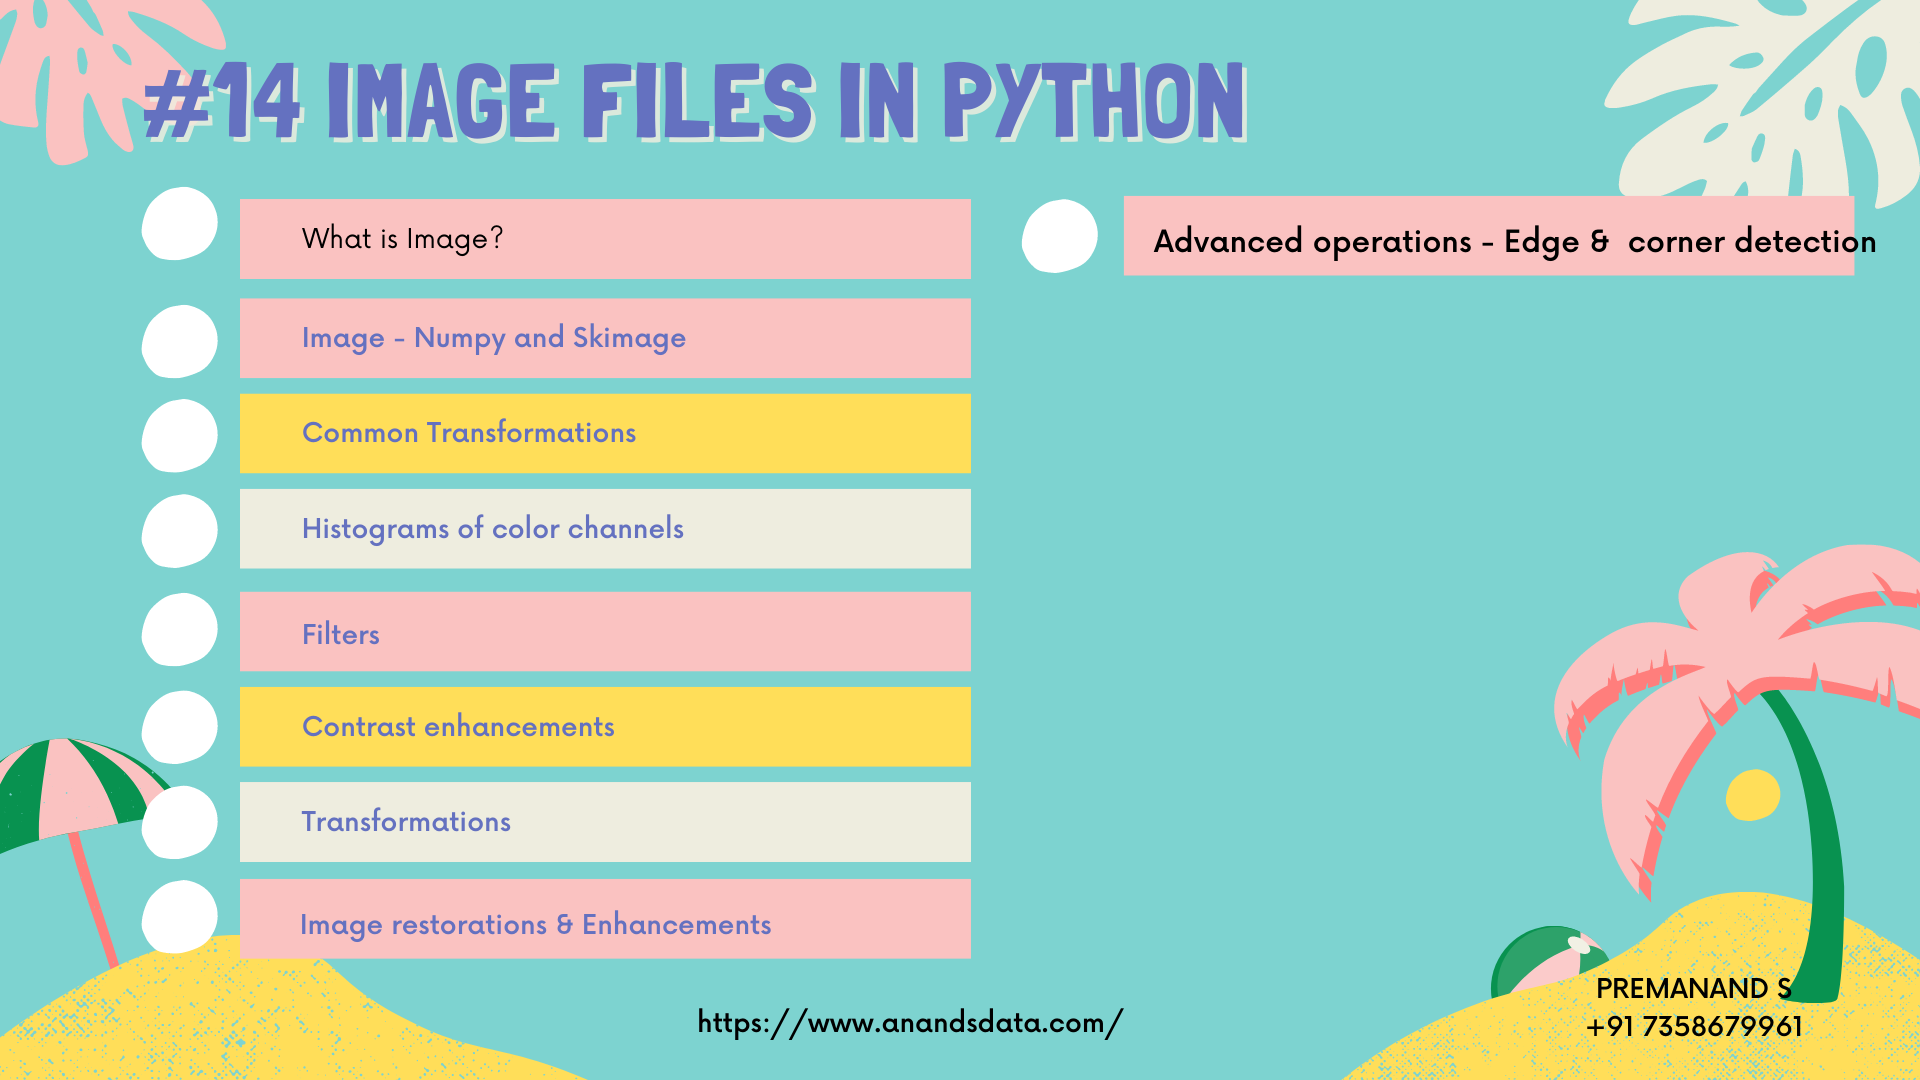 #14 IMAGE FILES IN PYTHON
What is Image?
Image - Numpy and Skimage
Common Transformations
Histograms of color channels
Filters
Contrast enhancements
Transformations
Image restorations & Enhancements
Advanced operations - Edge &  corner detection
https://www.anandsdata.com/
PREMANAND S
+91 7358679961